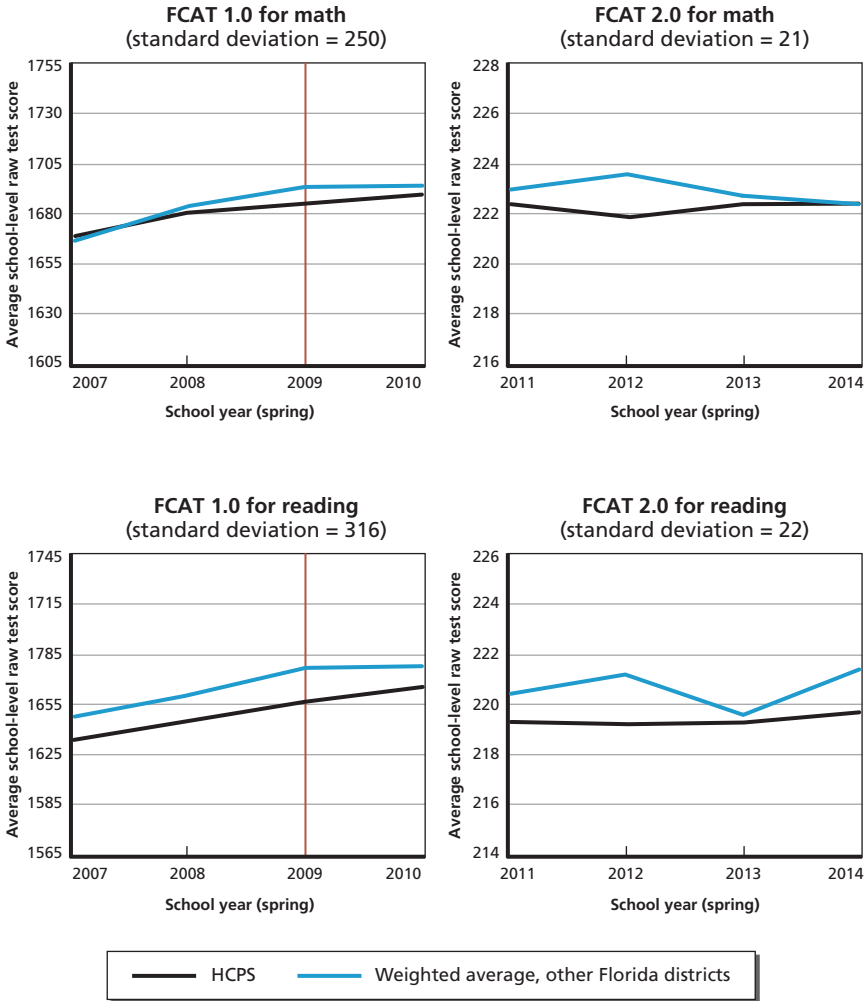 FCAT 1.0 for math
(standard deviation = 250)
Average school-level raw test score
1755
1730
1705
1680
1655
1630
1605
2007 2008 2009 2010
School year (spring)
FCAT 2.0 for math
(standard deviation = 21)
Average school-level raw test score
228
226
224
222
220
218
216
2011 2012 2013 2014
School year (spring)
FCAT 1.0 for reading
(standard deviation = 316)
Average school-level raw test score
1745
1715
1785
1655
1625
1585
1565
2007 2008 2009 2010
School year (spring)
FCAT 2.0 for reading
(standard deviation = 22)
Average school-level raw test score
226
224
222
220
218
216
214
2011 2012 2013 2014
School year (spring)
HCPS Weighted average, other Florida districts